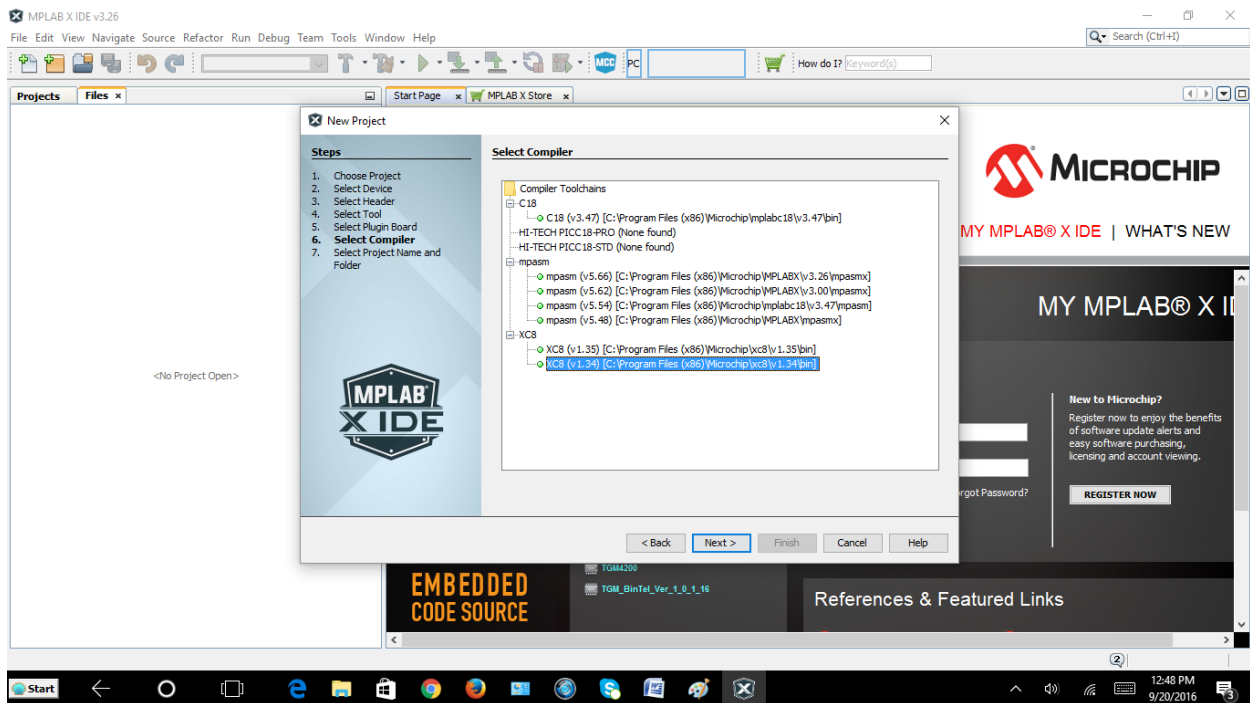 MPLAB X IDE v3.26
File Edit View Navigate Source Refactor Run Debug Team Tools Window Help
Search (Ctrl+I)
MCC
PC
How do I? Keyword(s)
Projects
Files
Start Page
MPLAB X Store
New Project
Steps
1. Choose Project
2. Select Device
3. Select Header
4. Select Tool
5. Select Plugin Board
6. Select Compiler
7. Select Project Name and
Folder
MPLAB
X IDE
Select Compiler
Compiler Toolchains
C18
C18 (v3.47) [C:\Program Files (x86)\Microchip\mplabc18\v3.47\bin]
HI-TECH PICC18-PRO (None found)
HI-TECH PICC18-STD (None found)
mpasm
mpasm (v5.66) [C:\Program Files (x86)\Microchip\MPLABX\v3.26\mpasmx]
mpasm (v5.62) [C:\Program Files (x86)\Microchip\MPLABX\v3.00\mpasmx]
mpasm (v5.54) [C:\Program Files (x86)\Microchip\mplabc18\v3.47\mpasm]
mpasm (v5.48) [C:\Program Files (x86)\Microchip\MPLABX\mpasmx]
XC8
XC8 (v1.35) [C:\Program Files (x86)\Microchip\xc8\v1.35\bin]
XC8 (v1.34) [C:\Program Files (x86)\Microchip\xc8\v1.34\bin]
< Back
Next >
Finish
Cancel
Help
<No Project Open>
MICROCHIP
MY MPLAB® X IDE | WHAT'S NEW
MY MPLAB® X
New to Microchip?
Register now to enjoy the benefits
of software update alerts and
easy software purchasing,
licensing and account viewing.
Password?
REGISTER NOW
EMBEDDED
CODE SOURCE
TGM4200
TGM_BinTel_Ver_1_0_1_16
References & Featured Links
2
Start
12:48 PM
9/20/2016
3